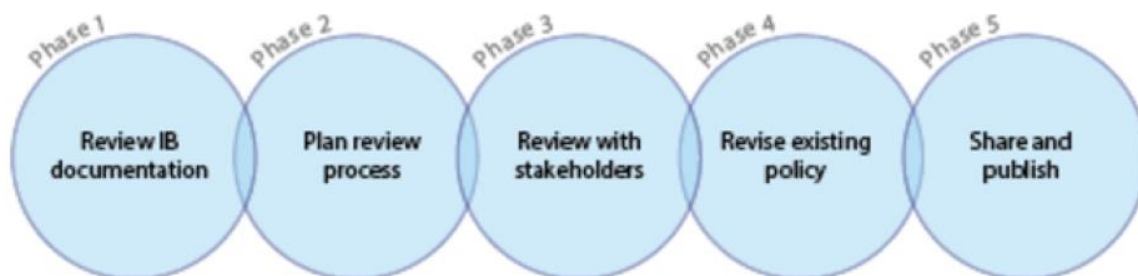 Phase 1
Review IB
documentation
Phase 2
Plan review
process
Phase 3
Review with
stakeholders
Phase 4
Revise existing
policy
Phase 5
Share and
publish